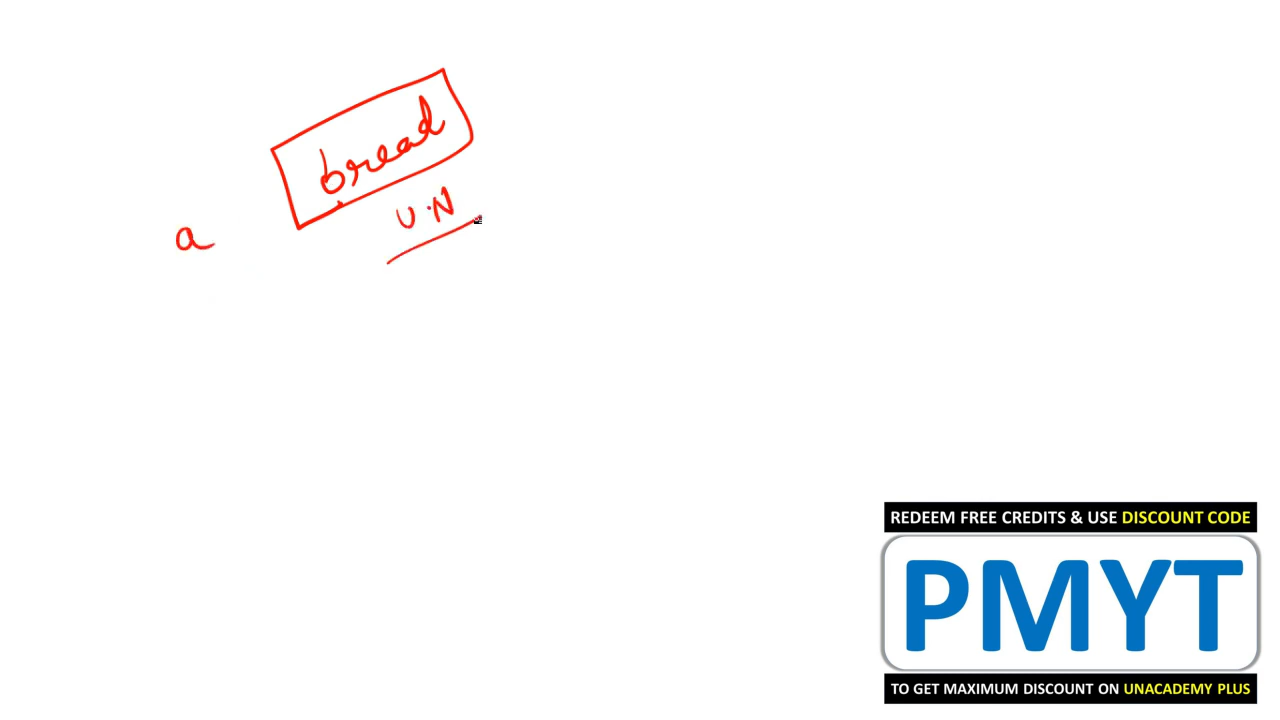 bread
U.N
a
REDEEM FREE CREDITS & USE DISCOUNT CODE
PMYT
TO GET MAXIMUM DISCOUNT ON UNACADEMY PLUS